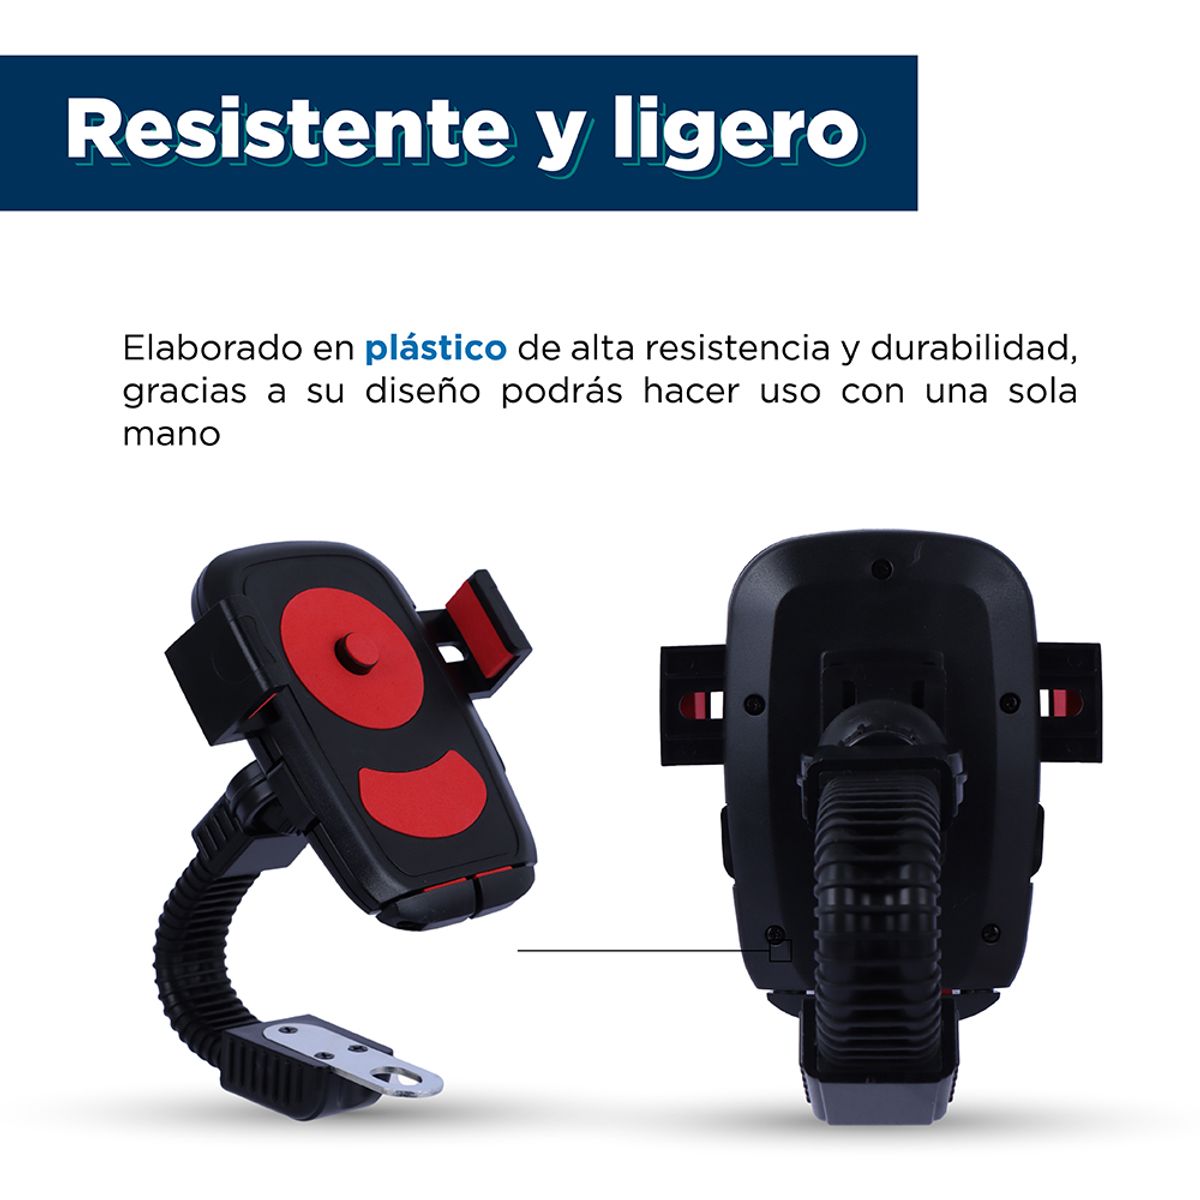 Resistente y ligero
Elaborado en plástico de alta resistencia y durabilidad,
gracias a su diseño podrás hacer uso con una sola
mano